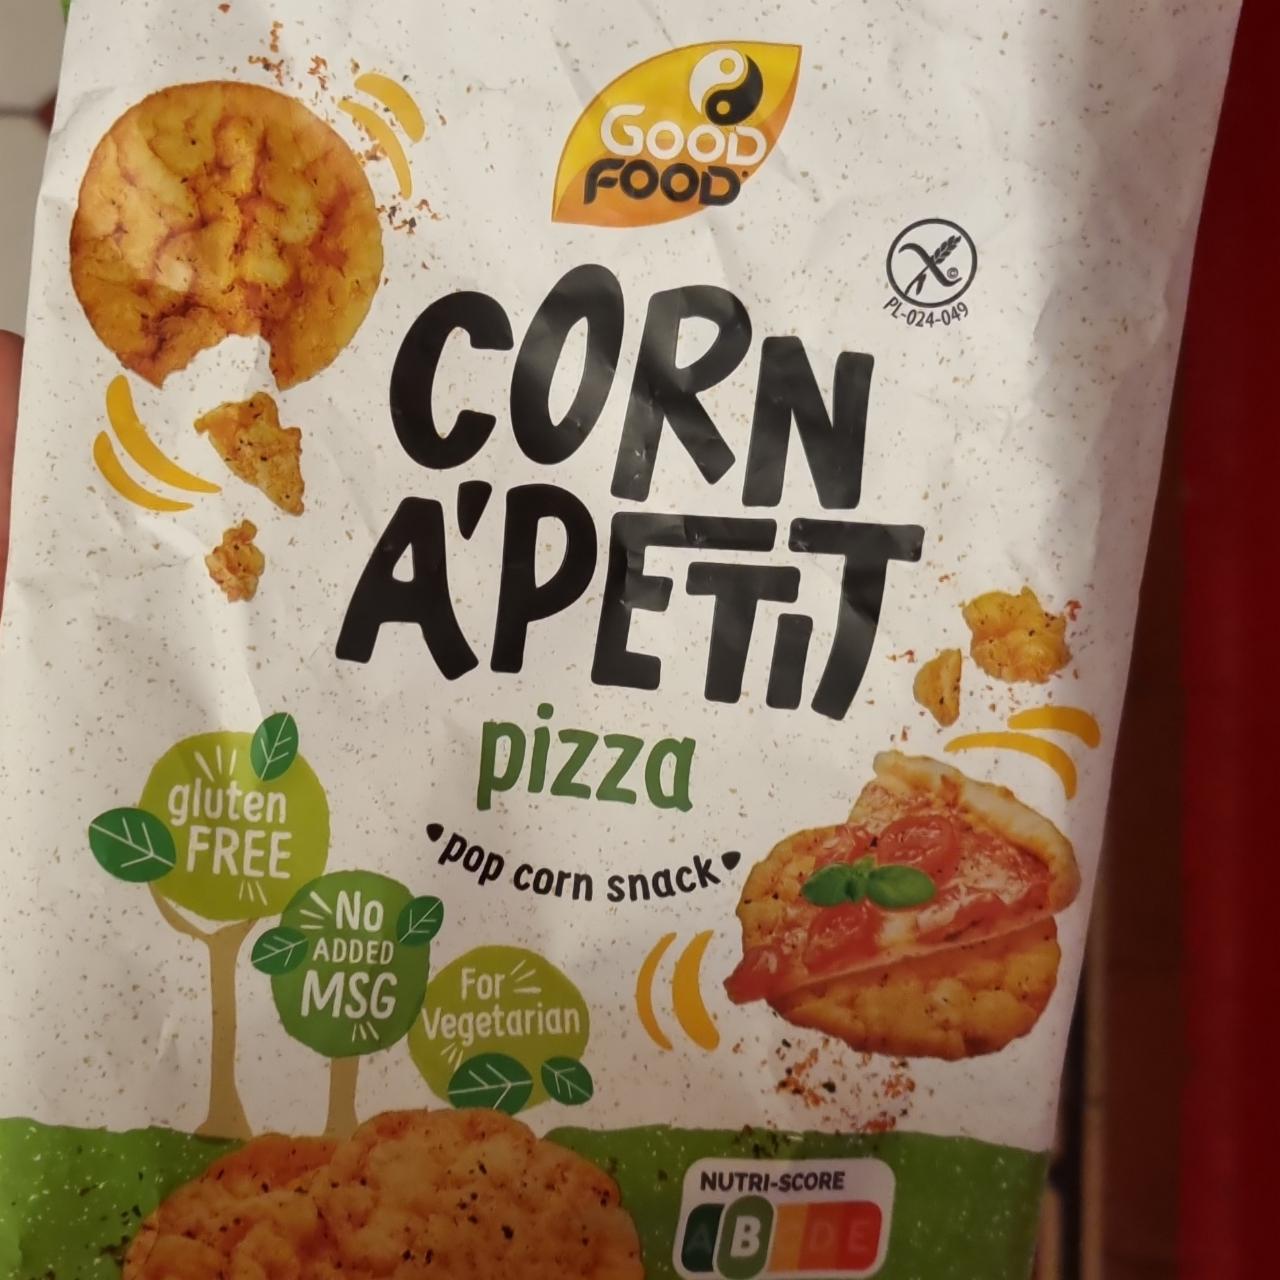 GOOD
FOOD
PL-024-049
CORN
A'PETIT
pizza
pop corn snack
gluten
FREE
No
ADDED
MSG
For
Vegetarian
NUTRI-SCORE
A B C D E